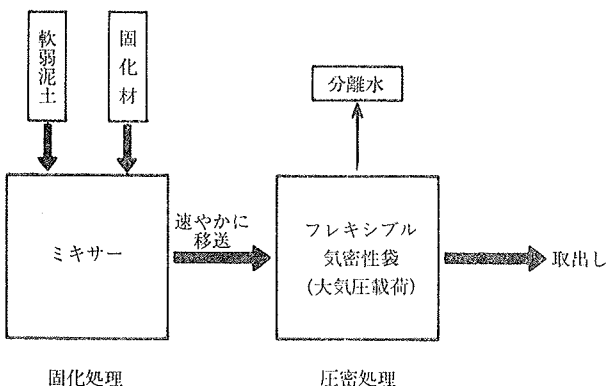 軟弱泥土
固化材
分離水
ミキサー
速やかに
移送
フレキシブル
気密性袋
(大気圧載荷)
取出し
固化処理
圧密処理